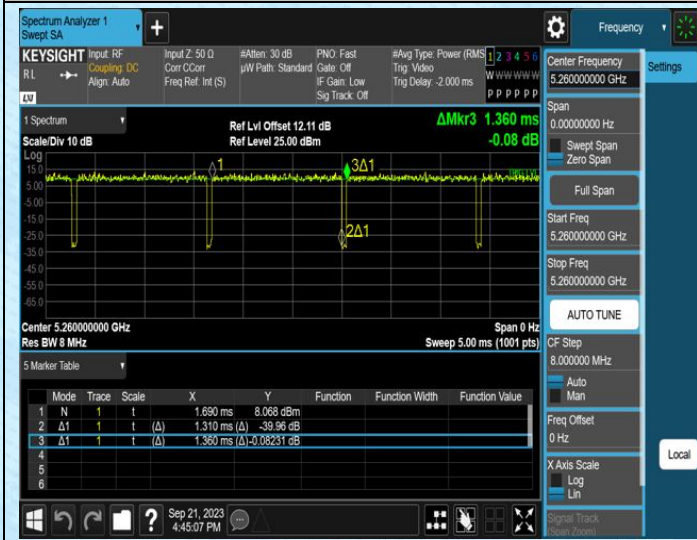 Spectrum Analyzer 1
Swept SA
+
Frequency
KEYSIGHT
RL
Input: RF
Coupling: DC
Align: Auto
Input Z: 50 Ω
Corr CCorr
Freq Ref: Int (S)
#Atten: 30 dB
µW Path: Standard
PNO: Fast
Gate: Off
IF Gain: Low
Sig Track: Off
#Avg Type: Power (RMS)
Trig: Video
Trig Delay: -2.000 ms
1 2 3 4 5 6
W W W W W W
P P P P P P
1 Spectrum
Scale/Div 10 dB
Ref Lvl Offset 12.11 dB
Ref Level 25.00 dBm
ΔMkr3 1.360 ms
-0.08 dB
Log
15.0
5.00
-5.00
-15.0
-25.0
-35.0
-45.0
-55.0
-65.0
1
3Δ1
2Δ1
Center 5.260000000 GHz
Res BW 8 MHz
Span 0 Hz
Sweep 5.00 ms (1001 pts)
5 Marker Table
Mode Trace Scale X Y Function Function Width Function Value
1 N 1 t 1.690 ms 8.068 dBm
2 Δ1 1 t (Δ) 1.310 ms (Δ) -39.96 dB
3 Δ1 1 t (Δ) 1.360 ms (Δ) -0.08231 dB
4
5
6
?
Sep 21, 2023
4:45:07 PM
Center Frequency
5.260000000 GHz
Span
0.00000000 Hz
Swept Span
Zero Span
Full Span
Start Freq
5.260000000 GHz
Stop Freq
5.260000000 GHz
AUTO TUNE
CF Step
8.000000 MHz
Auto
Man
Freq Offset
0 Hz
X Axis Scale
Log
Lin
Signal Track
(Span Zoom)
Settings
Local